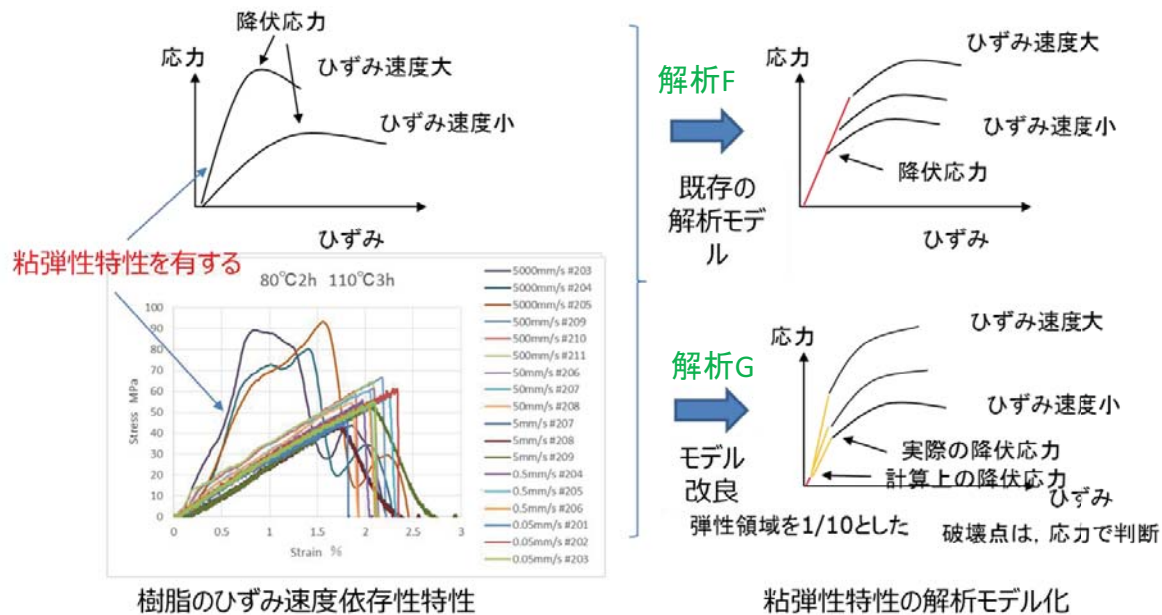 降伏応力
応力
ひずみ速度大
ひずみ速度小
ひずみ
粘弾性特性を有する
80℃2h 110℃3h
100
90
80
70
60
50
40
30
20
10
0
Stress MPa
0
0.5
1
1.5
2
2.5
3
Strain %
5000mm/s #203
5000mm/s #204
5000mm/s #205
500mm/s #209
500mm/s #210
500mm/s #211
50mm/s #206
50mm/s #207
50mm/s #208
5mm/s #207
5mm/s #208
5mm/s #209
0.5mm/s #204
0.5mm/s #205
0.5mm/s #206
0.05mm/s #201
0.05mm/s #202
0.05mm/s #203
樹脂のひずみ速度依存性特性
解析F
既存の
解析モデ
ル
応力
ひずみ速度大
ひずみ速度小
降伏応力
ひずみ
解析G
モデル
改良
応力
ひずみ速度大
ひずみ速度小
実際の降伏応力
計算上の降伏応力
ひずみ
弾性領域を1/10とした
破壊点は，応力で判断
粘弾性特性の解析モデル化